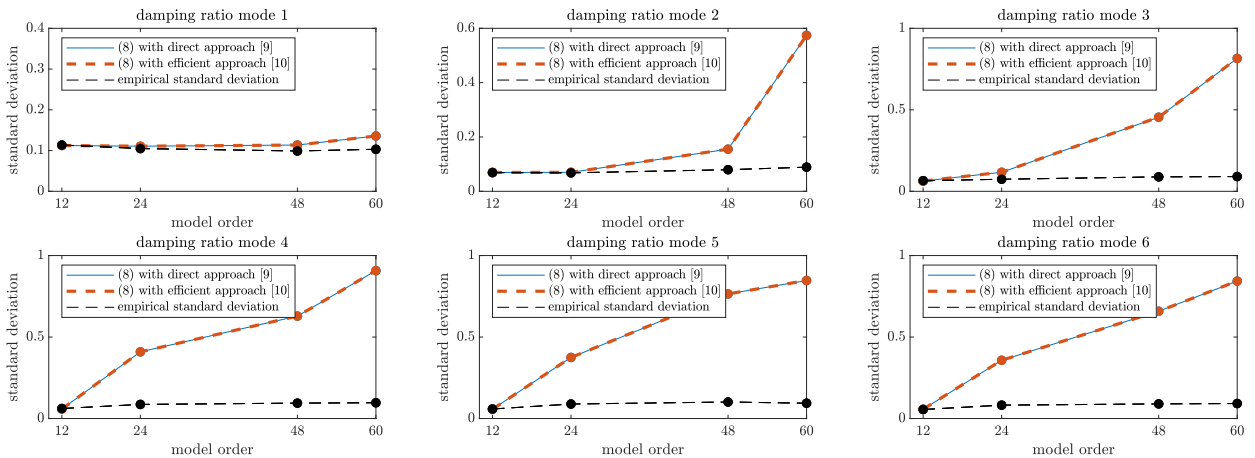 damping ratio mode 1
0.4
0.3
0.2
0.1
0
standard deviation
(8) with direct approach [9]
(8) with efficient approach [10]
empirical standard deviation
12 24 48 60
model order
damping ratio mode 2
0.6
0.4
0.2
0
standard deviation
(8) with direct approach [9]
(8) with efficient approach [10]
empirical standard deviation
12 24 48 60
model order
damping ratio mode 3
1
0.5
0
standard deviation
(8) with direct approach [9]
(8) with efficient approach [10]
empirical standard deviation
12 24 48 60
model order
damping ratio mode 4
1
0.5
0
standard deviation
(8) with direct approach [9]
(8) with efficient approach [10]
empirical standard deviation
12 24 48 60
model order
damping ratio mode 5
1
0.5
0
standard deviation
(8) with direct approach [9]
(8) with efficient approach [10]
empirical standard deviation
12 24 48 60
model order
damping ratio mode 6
1
0.5
0
standard deviation
(8) with direct approach [9]
(8) with efficient approach [10]
empirical standard deviation
12 24 48 60
model order